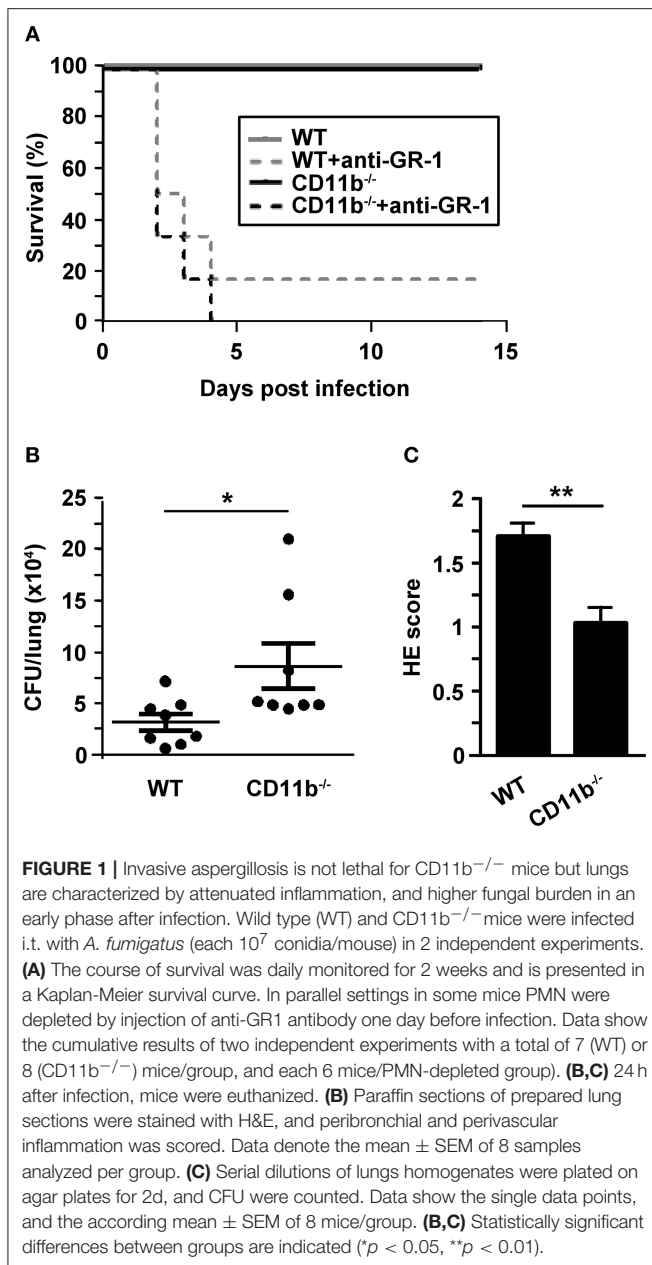 A
100
80
60
40
20
0
Survival (%)
WT
WT+anti-GR-1
CD11b-/-
CD11b-/-+anti-GR-1
0 5 10 15
Days post infection
B
25
20
15
10
5
0
CFU/lung (x10⁴)
*
WT CD11b-/-
C
2
1.5
1
0.5
0
HE score
**
WT CD11b-/-
FIGURE 1 | Invasive aspergillosis is not lethal for CD11b−/− mice but lungs
are characterized by attenuated inflammation, and higher fungal burden in an
early phase after infection. Wild type (WT) and CD11b−/−mice were infected
i.t. with A. fumigatus (each 10⁷ conidia/mouse) in 2 independent experiments.
(A) The course of survival was daily monitored for 2 weeks and is presented in
a Kaplan-Meier survival curve. In parallel settings in some mice PMN were
depleted by injection of anti-GR1 antibody one day before infection. Data show
the cumulative results of two independent experiments with a total of 7 (WT) or
8 (CD11b−/−) mice/group, and each 6 mice/PMN-depleted group). (B,C) 24 h
after infection, mice were euthanized. (B) Paraffin sections of prepared lung
sections were stained with H&E, and peribronchial and perivascular
inflammation was scored. Data denote the mean ± SEM of 8 samples
analyzed per group. (C) Serial dilutions of lungs homogenates were plated on
agar plates for 2d, and CFU were counted. Data show the single data points,
and the according mean ± SEM of 8 mice/group. (B,C) Statistically significant
differences between groups are indicated (*p < 0.05, **p < 0.01).